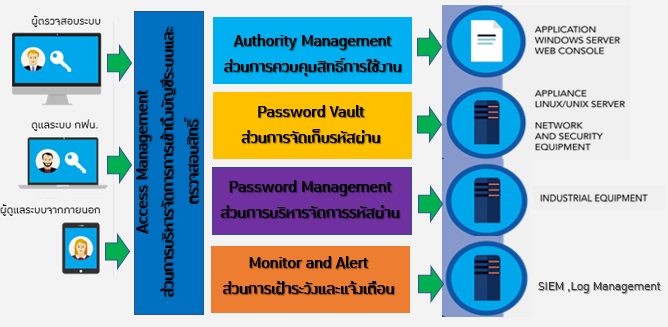 ผู้ตรวจสอบระบบ
ดูแลระบบ กฟน.
ผู้ดูแลระบบจากภายนอก
Access Management
ส่วนการบริหารจัดการการเข้าถึงบัญชีระบบและ
ตรวจสอบสิทธิ์
Authority Management
ส่วนการควบคุมสิทธิ์การใช้งาน
Password Vault
ส่วนการจัดเก็บรหัสผ่าน
Password Management
ส่วนการบริหารจัดการรหัสผ่าน
Monitor and Alert
ส่วนการเฝ้าระวังและแจ้งเตือน
APPLICATION
WINDOWS SERVER
WEB CONSOLE
APPLIANCE
LINUX/UNIX SERVER
NETWORK
AND SECURITY
EQUIPMENT
INDUSTRIAL EQUIPMENT
SIEM ,Log Management